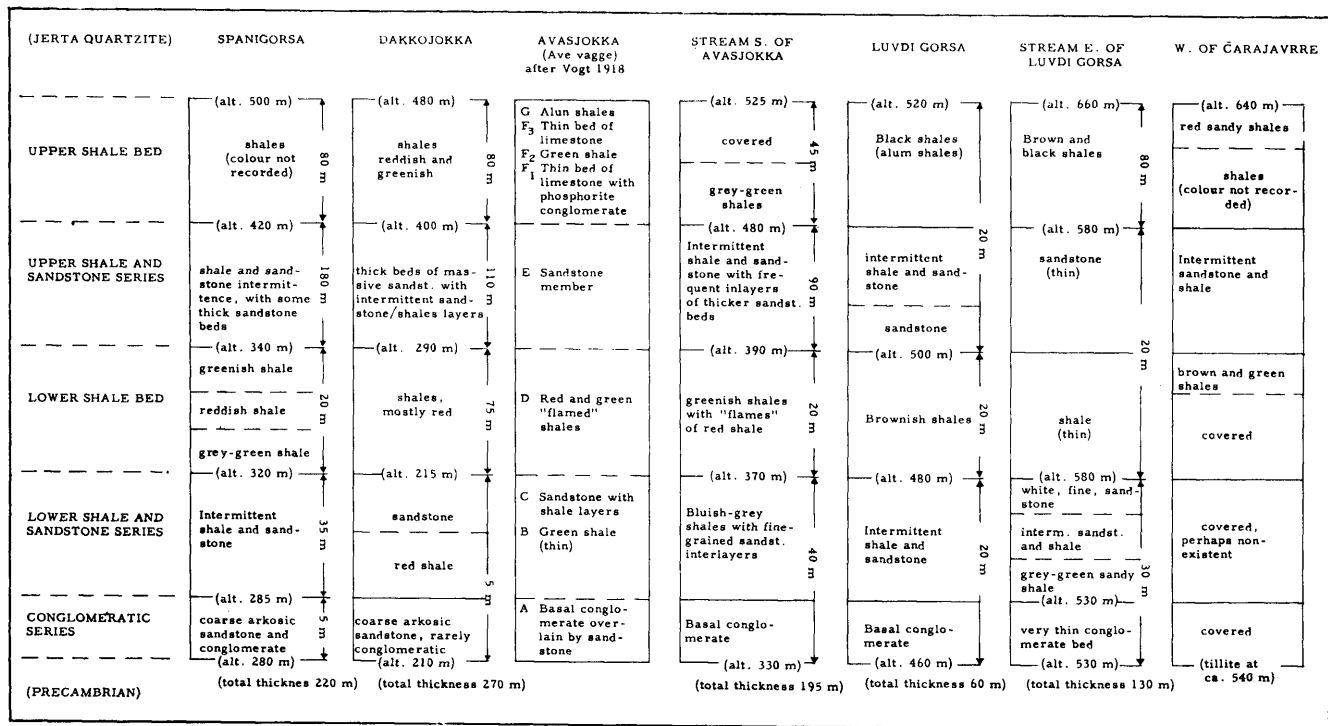 (JERTA QUARTZITE)
UPPER SHALE BED
UPPER SHALE AND
SANDSTONE SERIES
LOWER SHALE BED
LOWER SHALE AND
SANDSTONE SERIES
CONGLOMERATIC
SERIES
(PRECAMBRIAN)
SPANIGORSA
(alt. 500 m)
shales
(colour not
recorded)
80 m
(alt. 420 m)
shale and sand-
stone intermit-
tence, with some
thick sandstone
beds
180 m
(alt. 340 m)
greenish shale
reddish shale
grey-green shale
20 m
(alt. 320 m)
Intermittent
shale and sand-
stone
35 m
(alt. 285 m)
coarse arkosic
sandstone and
conglomerate
5 m
(alt. 280 m)
(total thicknes 220 m)
DAKKOJOKKA
(alt. 480 m)
shales
reddish and
greenish
80 m
(alt. 400 m)
thick beds of mas-
sive sandst. with
intermittent sand-
stone/shales layers
110 m
(alt. 290 m)
shales,
mostly red
75 m
(alt. 215 m)
sandstone
red shale
5 m
coarse arkosic
sandstone, rarely
conglomeratic
(alt. 210 m)
(total thickness 270 m)
AVASJOKKA
(Ave vagge)
after Vogt 1918
G Alun shales
F3 Thin bed of
limestone
F2 Green shale
F1 Thin bed of
limestone with
phosphorite
conglomerate
E Sandstone
member
D Red and green
"flamed"
shales
C Sandstone with
shale layers
B Green shale
(thin)
A Basal conglo-
merate over-
lain by sand-
stone
STREAM S. OF
AVASJOKKA
(alt. 525 m)
covered
45 m
grey-green
shales
(alt. 480 m)
Intermittent
shale and sand-
stone with fre-
quent inlayers
of thicker sandst.
beds
90 m
(alt. 390 m)
greenish shales
with "flames"
of red shale
20 m
(alt. 370 m)
Bluish-grey
shales with fine-
grained sandst.
interlayers
40 m
Basal conglo-
merate
(alt. 330 m)
(total thickness 195 m)
LUVDI GORSA
(alt. 520 m)
Black shales
(alum shales)
20 m
intermittent
shale and sand-
stone
sandstone
(alt. 500 m)
Brownish shales
20 m
(alt. 480 m)
Intermittent
shale and
sandstone
20 m
Basal conglo-
merate
(alt. 460 m)
(total thickness 60 m)
STREAM E. OF
LUVDI GORSA
(alt. 660 m)
Brown and
black shales
80 m
(alt. 580 m)
sandstone
(thin)
20 m
shale
(thin)
(alt. 580 m)
white, fine, sand-
stone
interm. sandst.
and shale
grey-green sandy
shale
30 m
(alt. 530 m)
very thin conglo-
merate bed
(alt. 530 m)
(total thickness 130 m)
W. OF ČARAJAVRRE
(alt. 640 m)
red sandy shales
shales
(colour not recor-
ded)
Intermittent
sandstone and
shale
brown and green
shales
covered
covered,
perhaps non-
existent
covered
(tillite at
ca. 540 m)